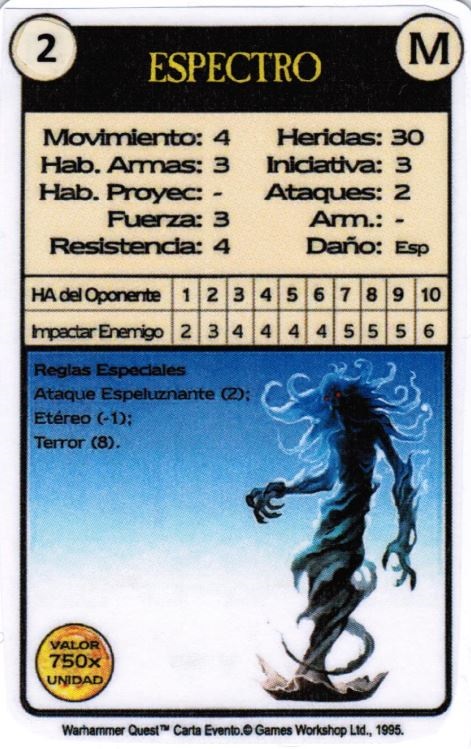 2
ESPECTRO
M
Movimiento: 4 Heridas: 30
Hab. Armas: 3 Iniciativa: 3
Hab. Proyec: - Ataques: 2
Fuerza: 3 Arm.: -
Resistencia: 4 Daño: Esp
HA del Oponente 1 2 3 4 5 6 7 8 9 10
Impactar Enemigo 2 3 4 4 4 4 5 5 5 6
Reglas Especiales
Ataque Espeluznante (2);
Etéreo (-1);
Terror (8).
VALOR
750x
UNIDAD
Warhammer Quest™ Carta Evento.© Games Workshop Ltd., 1995.